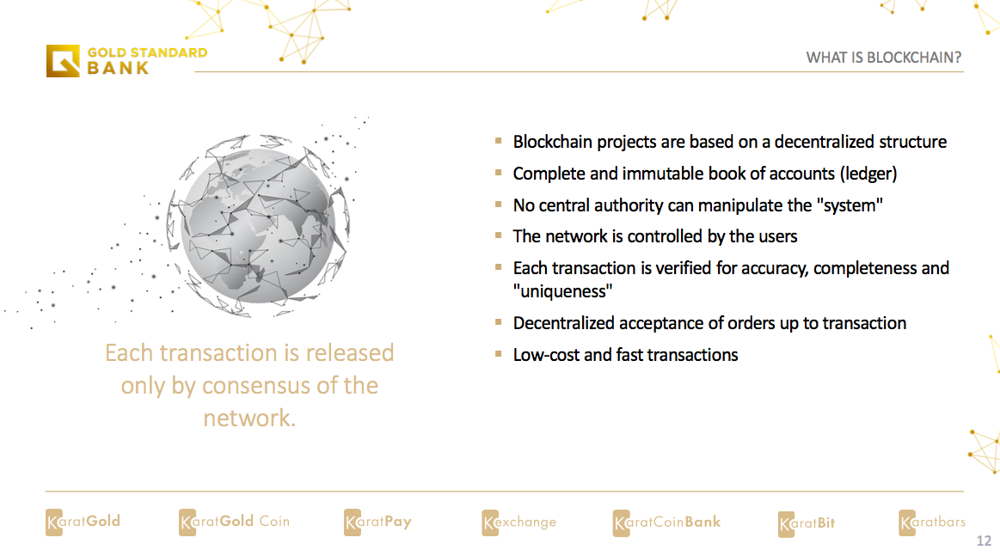 GOLD STANDARD
BANK
WHAT IS BLOCKCHAIN?
Blockchain projects are based on a decentralized structure
Complete and immutable book of accounts (ledger)
No central authority can manipulate the "system"
The network is controlled by the users
Each transaction is verified for accuracy, completeness and
"uniqueness"
Decentralized acceptance of orders up to transaction
Low-cost and fast transactions
Each transaction is released
only by consensus of the
network.
KaratGold
KaratGold Coin
KaratPay
Kexchange
KaratCoinBank
KaratBit
Karatbars
12